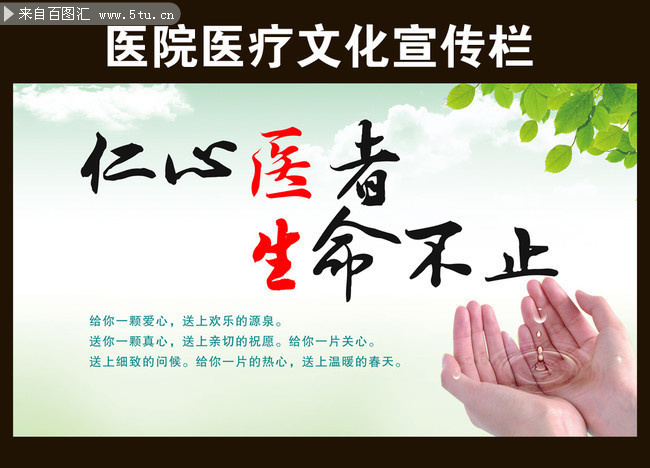 来自百图汇 www.5tu.cn
医院医疗文化宣传栏
仁心医者
生命不止
给你一颗爱心，送上欢乐的源泉。
送你一颗真心，送上亲切的祝愿。给你一片关心。
送上细致的问候。给你一片的热心，送上温暖的春天。